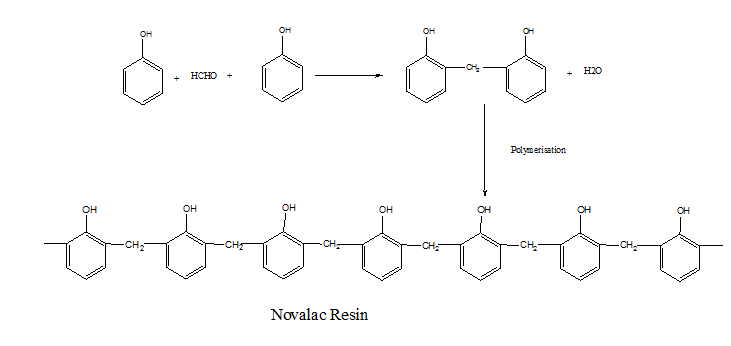 OH OH OH OH
+ HCHO + CH2 + H2O
Polymerisation
OH OH OH OH OH OH OH
CH2 CH2 CH2 CH2 CH2 CH2
Novalac Resin